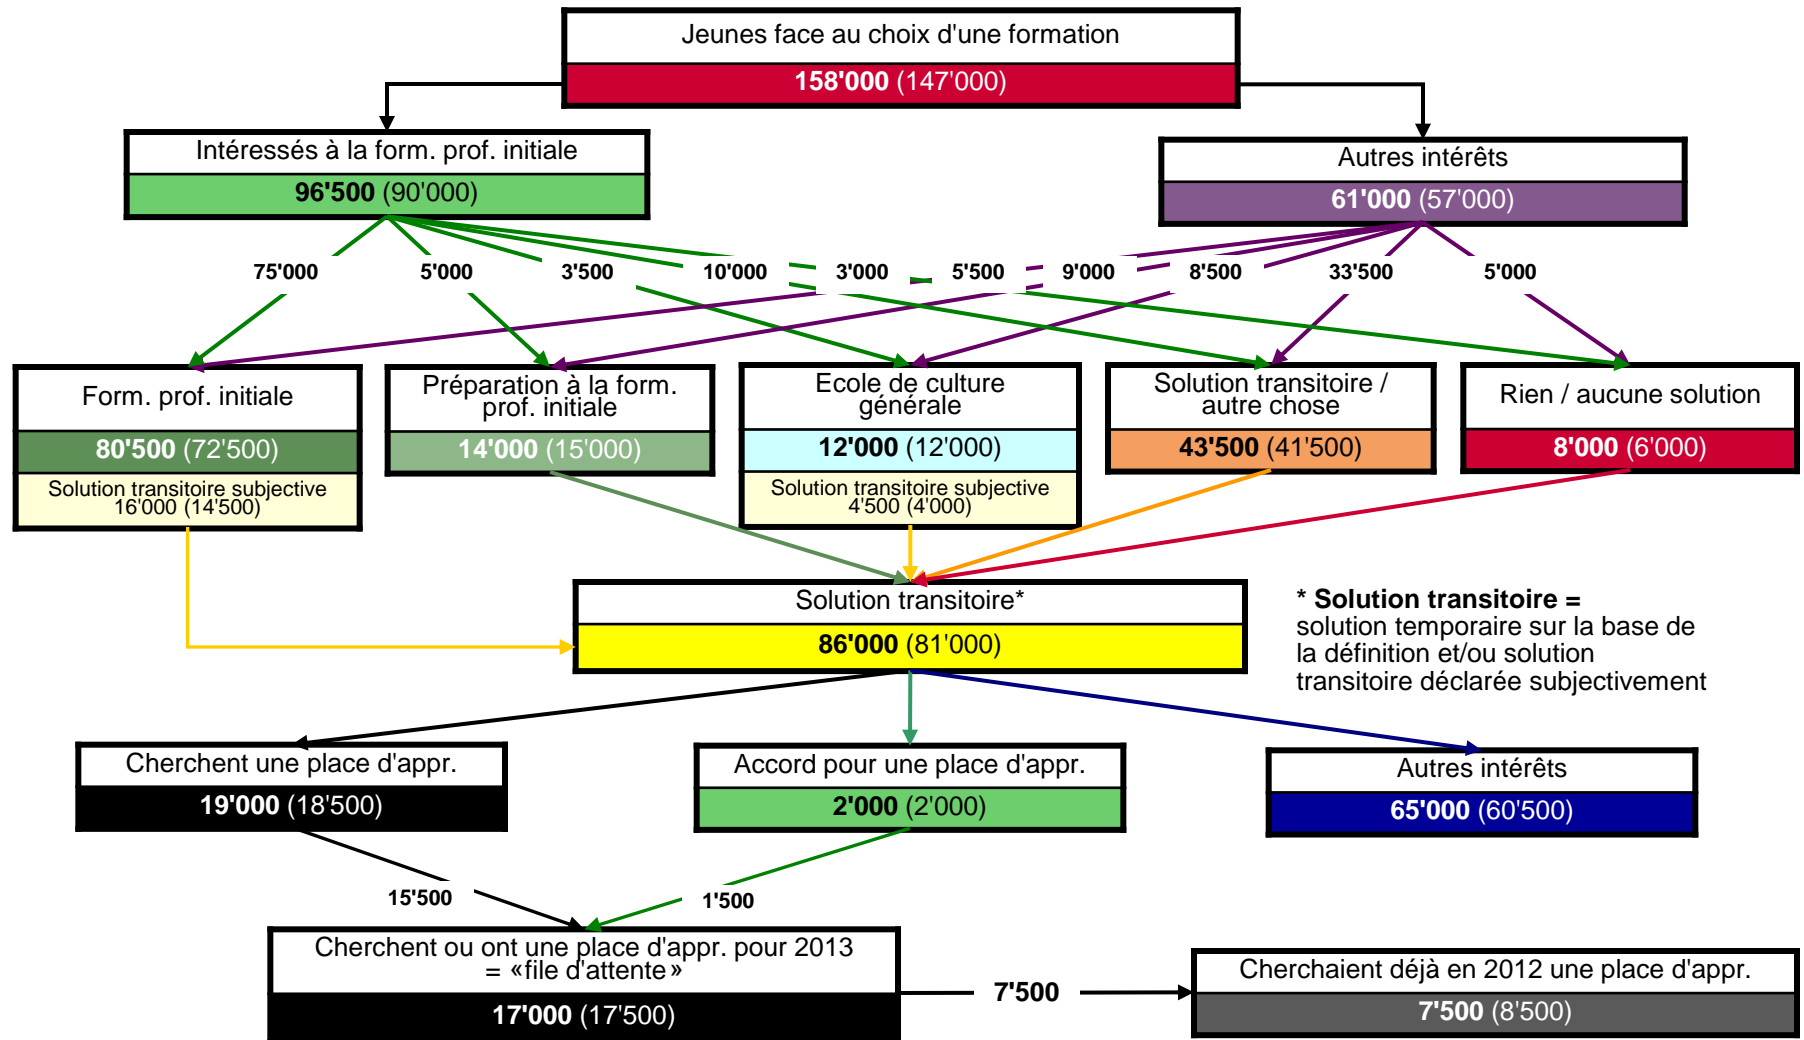 Jeunes face au choix d'une formation
158'000 (147'000)
Intéressés à la form. prof. initiale
96'500 (90'000)
Autres intérêts
61'000 (57'000)
75'000 5'000 3'500 10'000 3'000 5'500 9'000 8'500 33'500 5'000
Form. prof. initiale
80'500 (72'500)
Solution transitoire subjective
16'000 (14'500)
Préparation à la form.
prof. initiale
14'000 (15'000)
Ecole de culture
générale
12'000 (12'000)
Solution transitoire subjective
4'500 (4'000)
Solution transitoire /
autre chose
43'500 (41'500)
Rien / aucune solution
8'000 (6'000)
Solution transitoire*
86'000 (81'000)
* Solution transitoire =
solution temporaire sur la base de
la définition et/ou solution
transitoire déclarée subjectivement
Cherchent une place d'appr.
19'000 (18'500)
Accord pour une place d'appr.
2'000 (2'000)
Autres intérêts
65'000 (60'500)
15'500
1'500
Cherchent ou ont une place d'appr. pour 2013
= «file d'attente»
17'000 (17'500)
7'500
Cherchaient déjà en 2012 une place d'appr.
7'500 (8'500)